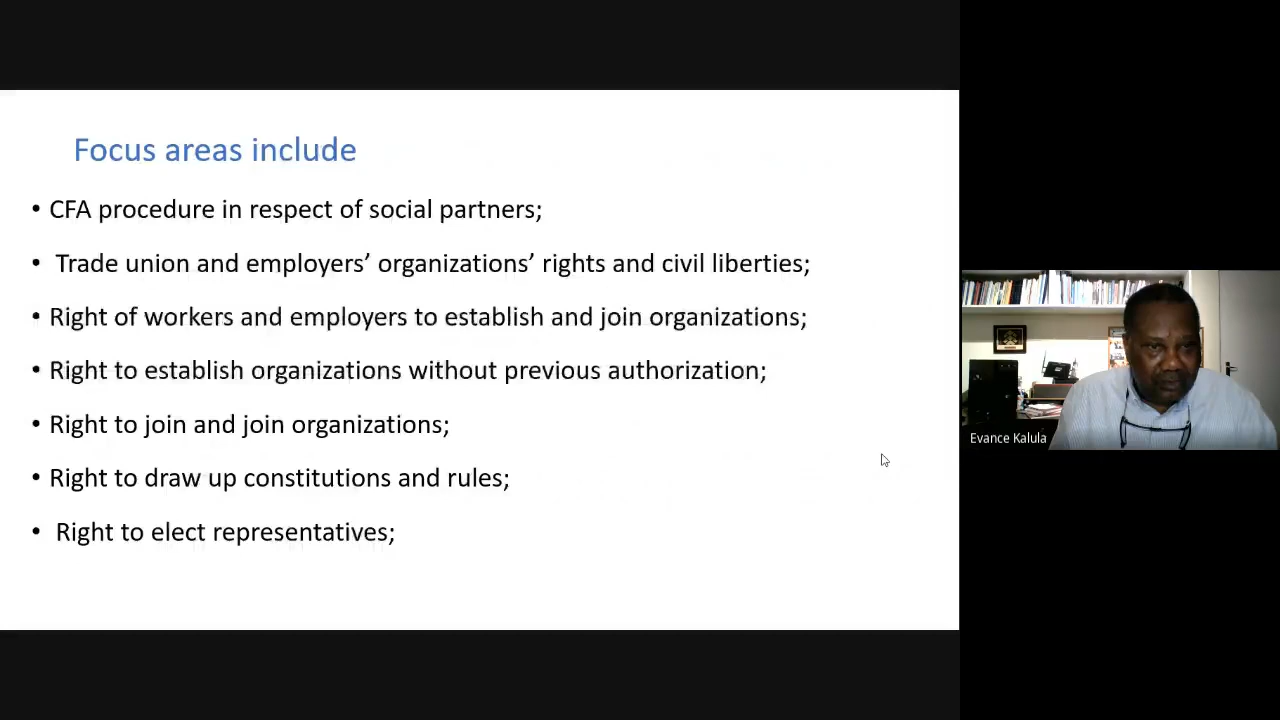 Focus areas include
• CFA procedure in respect of social partners;
• Trade union and employers’ organizations’ rights and civil liberties;
• Right of workers and employers to establish and join organizations;
• Right to establish organizations without previous authorization;
• Right to join and join organizations;
• Right to draw up constitutions and rules;
• Right to elect representatives;
Evance Kalula